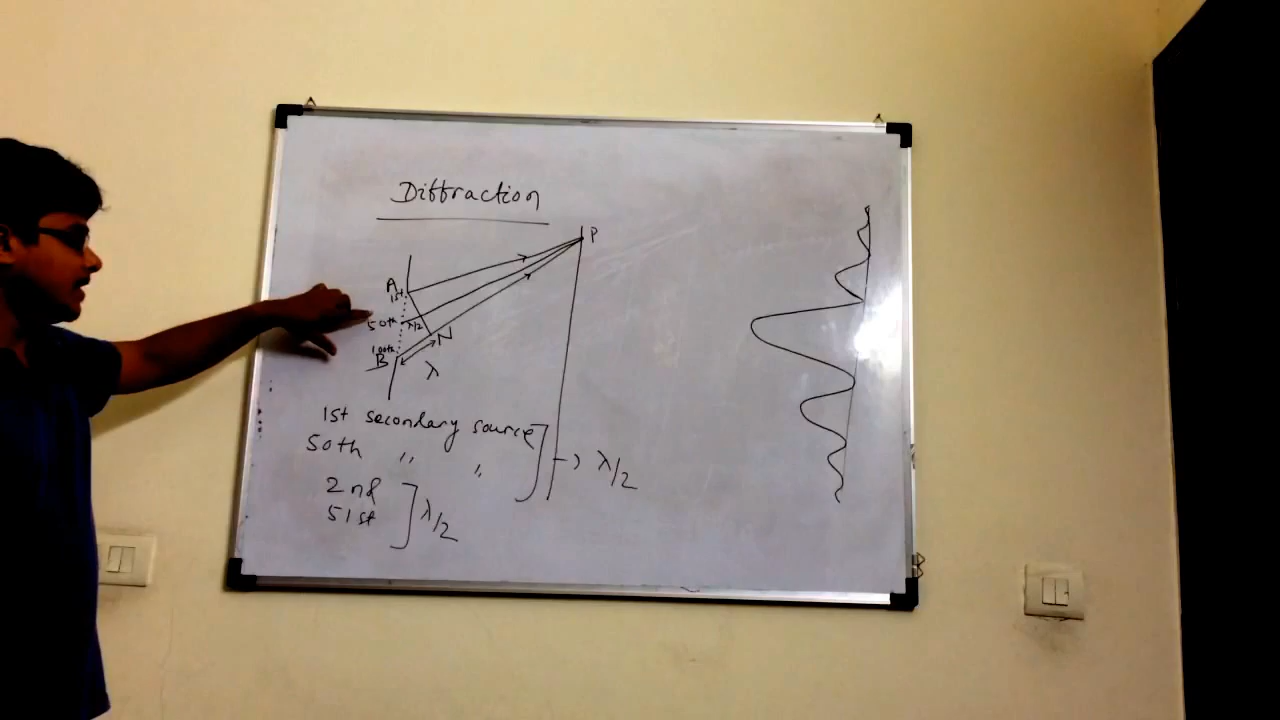 Diffraction
P
A
1st
50th λ/2
N
100th
B
λ
1st secondary source
50th " "
→ λ/2
2nd
51st
λ/2